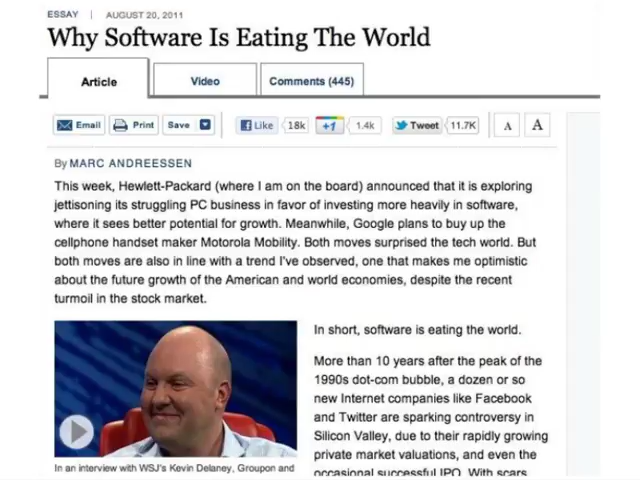 ESSAY | AUGUST 20, 2011
Why Software Is Eating The World
Article Video Comments (445)
Email Print Save Like 18k +1 1.4k Tweet 11.7K A A
By MARC ANDREESSEN
This week, Hewlett-Packard (where I am on the board) announced that it is exploring
jettisoning its struggling PC business in favor of investing more heavily in software,
where it sees better potential for growth. Meanwhile, Google plans to buy up the
cellphone handset maker Motorola Mobility. Both moves surprised the tech world. But
both moves are also in line with a trend I've observed, one that makes me optimistic
about the future growth of the American and world economies, despite the recent
turmoil in the stock market.
In short, software is eating the world.
More than 10 years after the peak of the
1990s dot-com bubble, a dozen or so
new Internet companies like Facebook
and Twitter are sparking controversy in
Silicon Valley, due to their rapidly growing
private market valuations, and even the
occasional successful IPO. With scars
In an interview with WSJ's Kevin Delaney, Groupon and